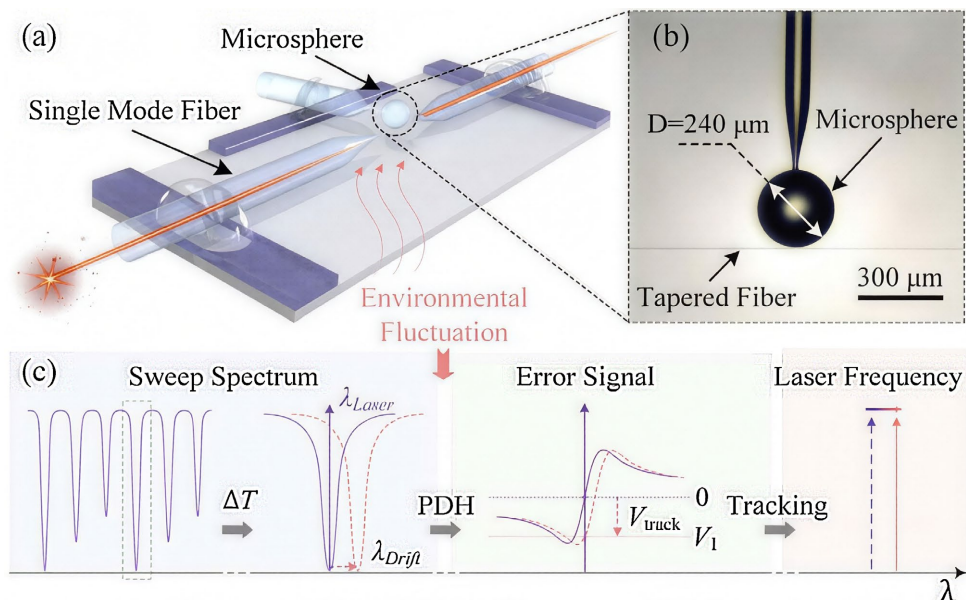 (a)
Microsphere
Single Mode Fiber
Environmental
Fluctuation
(b)
D=240 μm
Microsphere
Tapered Fiber
300 μm
(c)
Sweep Spectrum
Error Signal
Laser Frequency
λLaser
ΔT
PDH
0
Vtrack
Tracking
V1
λDrift
λ